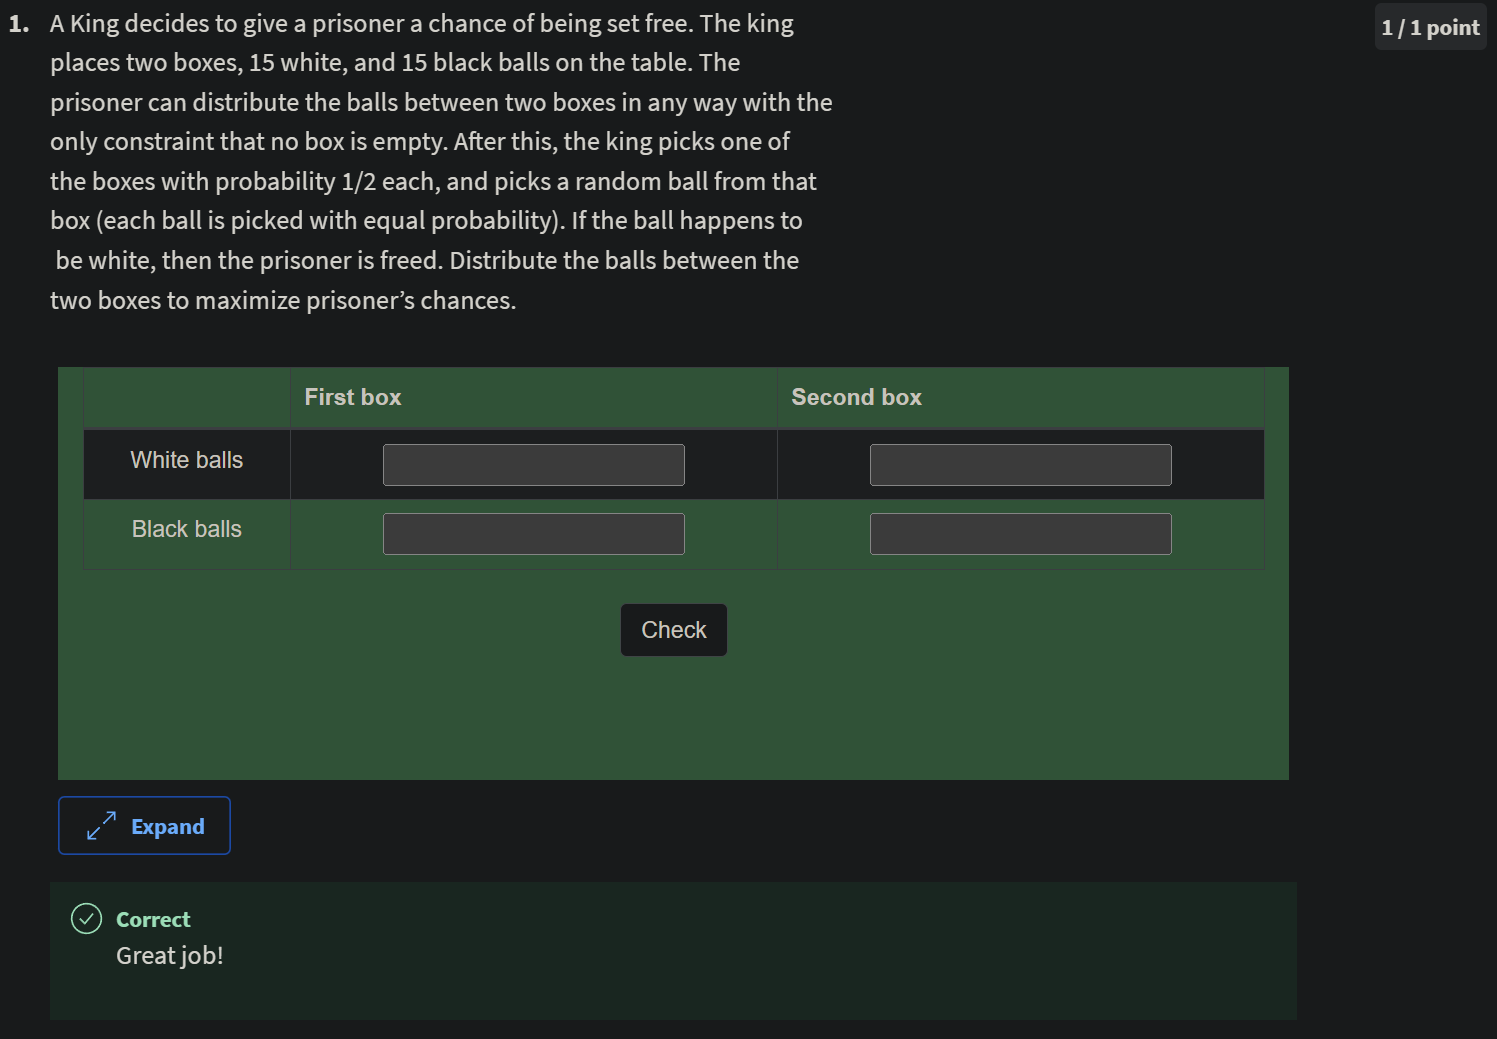 1. A King decides to give a prisoner a chance of being set free. The king
1 / 1 point
places two boxes, 15 white, and 15 black balls on the table. The
prisoner can distribute the balls between two boxes in any way with the
only constraint that no box is empty. After this, the king picks one of
the boxes with probability 1/2 each, and picks a random ball from that
box (each ball is picked with equal probability). If the ball happens to
be white, then the prisoner is freed. Distribute the balls between the
two boxes to maximize prisoner’s chances.
First box Second box
White balls
Black balls
Check
Expand
Correct
Great job!